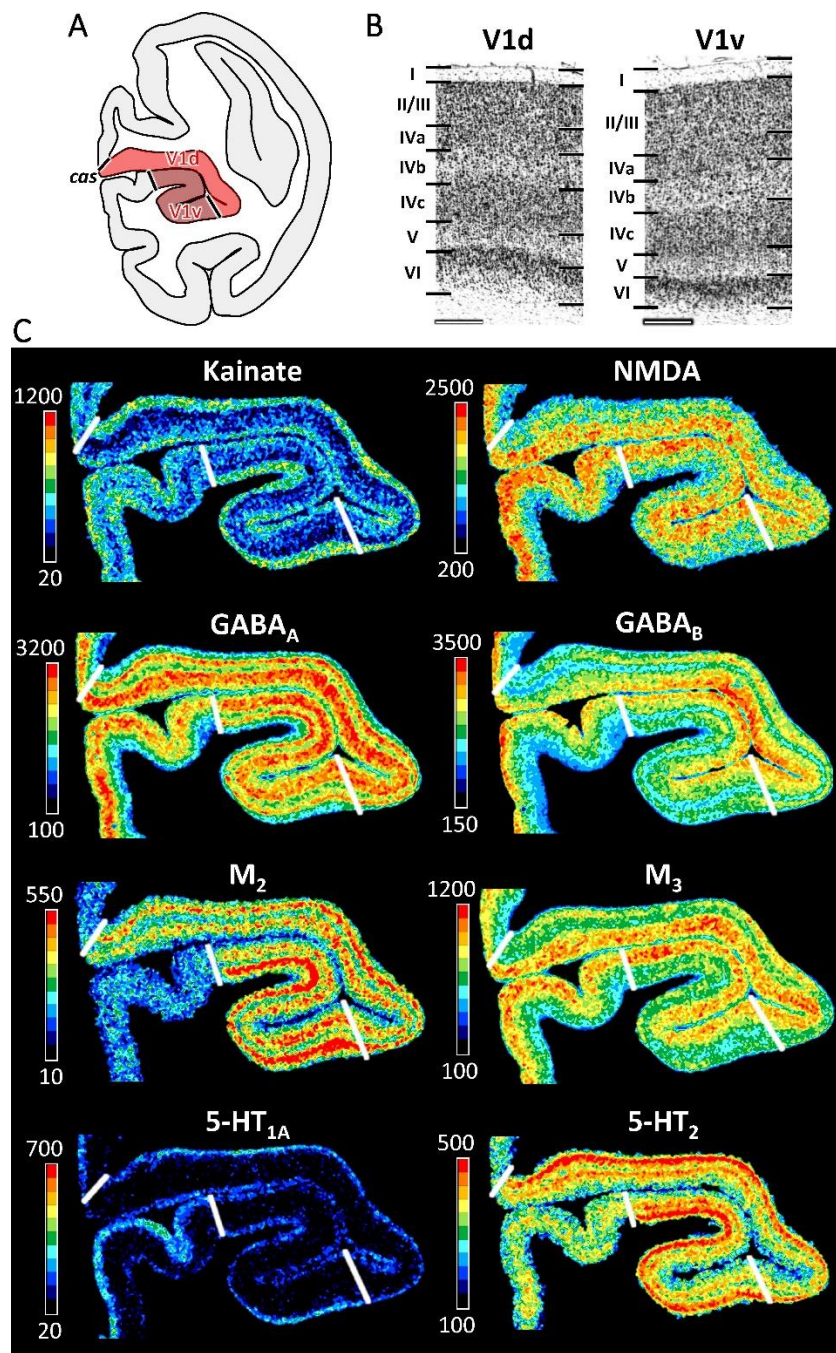 A
V1d
cas
V1v
B
V1d
V1v
I
II/III
IVa
IVb
IVc
V
VI
I
II/III
IVa
IVb
IVc
V
VI
C
Kainate
1200
20
NMDA
2500
200
GABAA
3200
100
GABAB
3500
150
M2
550
10
M3
1200
100
5-HT1A
700
20
5-HT2
500
100